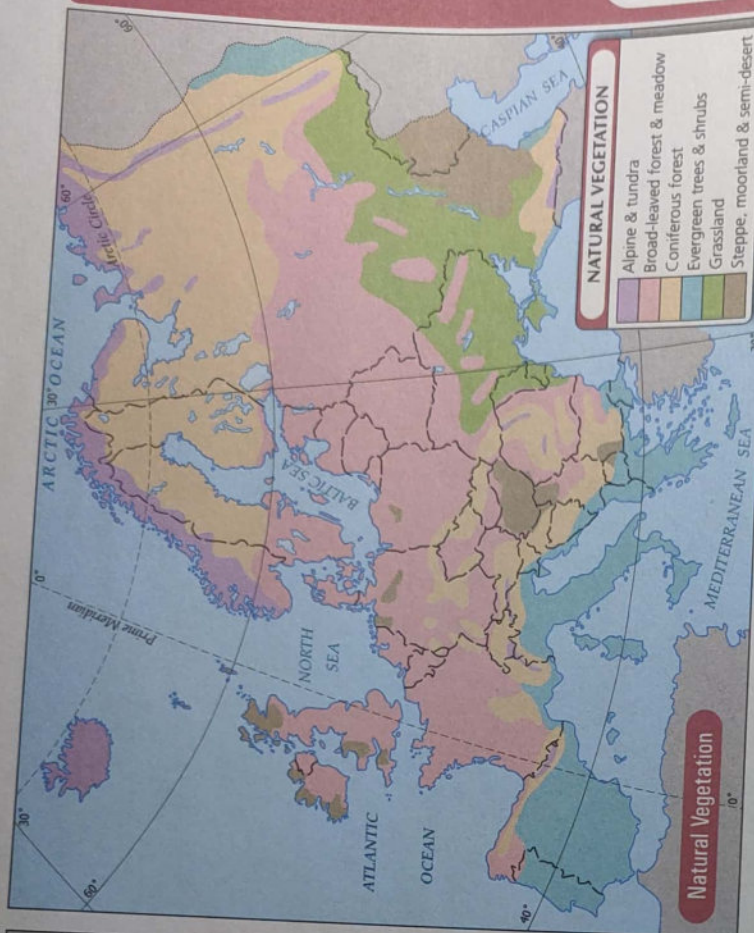 60°
60°
Arctic Circle
ARCTIC 30° OCEAN
0°
Prime Meridian
30°
60°
NORTH
SEA
BALTIC SEA
ATLANTIC
OCEAN
40°
0°
MEDITERRANEAN SEA
CASPIAN SEA
Natural Vegetation
NATURAL VEGETATION
Alpine & tundra
Broad-leaved forest & meadow
Coniferous forest
Evergreen trees & shrubs
Grassland
Steppe, moorland & semi-desert